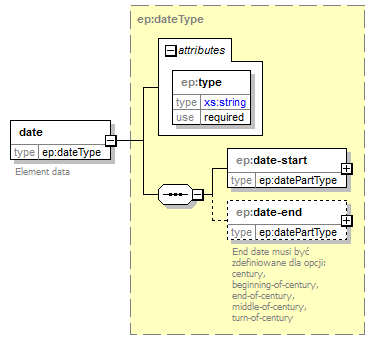 ep:dateType
attributes
ep:type
type xs:string
use required
date
type ep:dateType
Element data
ep:date-start
type ep:datePartType
ep:date-end
type ep:datePartType
End date musi być
zdefiniowane dla opcji:
century,
beginning-of-century,
end-of-century,
middle-of-century,
turn-of-century